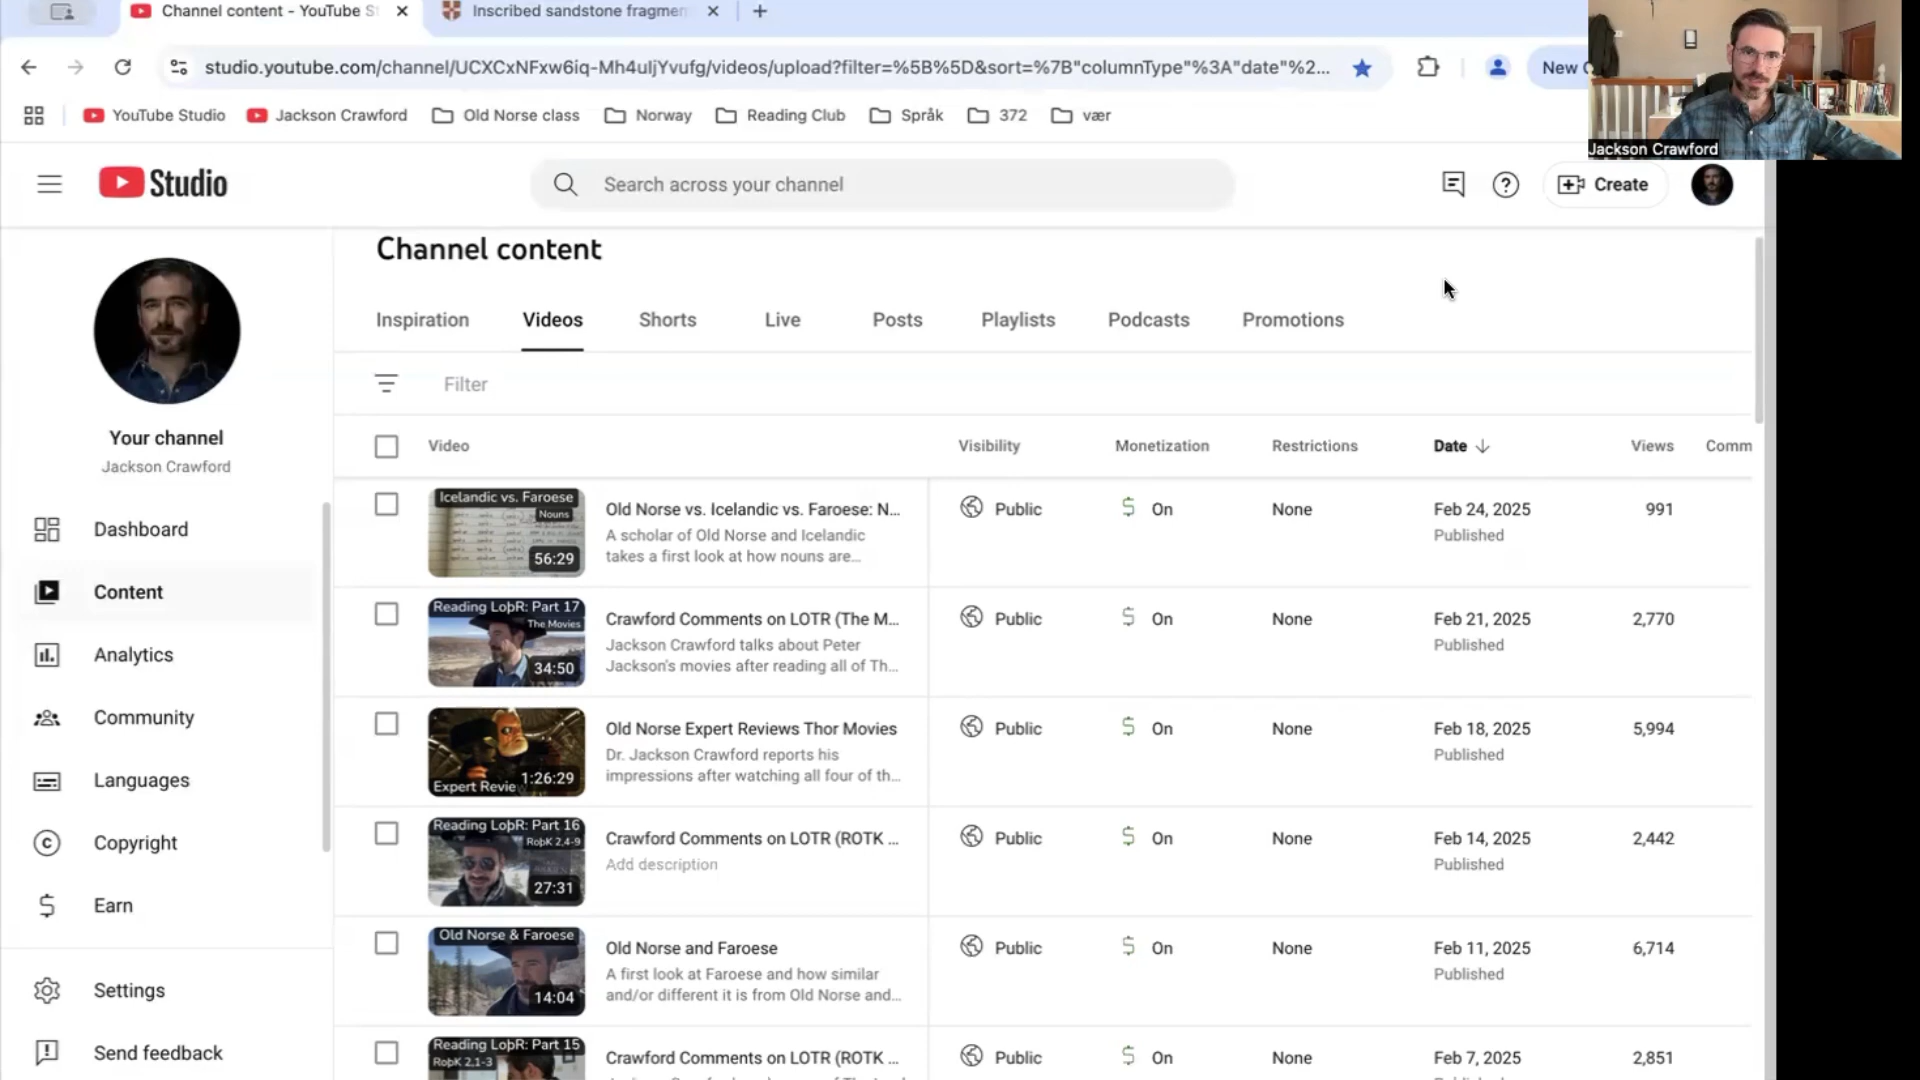 Channel content - YouTube S
Inscribed sandstone fragmen
studio.youtube.com/channel/UCXCxNFxw6iq-Mh4uljYvufg/videos/upload?filter=%5B%5D&sort=%7B"columnType"%3A"date"%2...
New
Jackson Crawford
YouTube Studio
Jackson Crawford
Old Norse class
Norway
Reading Club
Språk
372
vær
Studio
Search across your channel
Create
Channel content
Inspiration
Videos
Shorts
Live
Posts
Playlists
Podcasts
Promotions
Filter
Your channel
Jackson Crawford
Dashboard
Content
Analytics
Community
Languages
Copyright
Earn
Settings
Send feedback
Video
Visibility
Monetization
Restrictions
Date
Views
Comm
Icelandic vs. Faroese
Nouns
56:29
Old Norse vs. Icelandic vs. Faroese: N...
A scholar of Old Norse and Icelandic
takes a first look at how nouns are...
Public
On
None
Feb 24, 2025
Published
991
Reading LoþR: Part 17
The Movies
34:50
Crawford Comments on LOTR (The M...
Jackson Crawford talks about Peter
Jackson's movies after reading all of Th...
Public
On
None
Feb 21, 2025
Published
2,770
Expert Revie
1:26:29
Old Norse Expert Reviews Thor Movies
Dr. Jackson Crawford reports his
impressions after watching all four of th...
Public
On
None
Feb 18, 2025
Published
5,994
Reading LoþR: Part 16
RoþK 2,4-9
27:31
Crawford Comments on LOTR (ROTK ...
Add description
Public
On
None
Feb 14, 2025
Published
2,442
Old Norse & Faroese
14:04
Old Norse and Faroese
A first look at Faroese and how similar
and/or different it is from Old Norse and...
Public
On
None
Feb 11, 2025
Published
6,714
Reading LoþR: Part 15
RoþK 2.1-3
Crawford Comments on LOTR (ROTK ...
Public
On
None
Feb 7, 2025
2,851